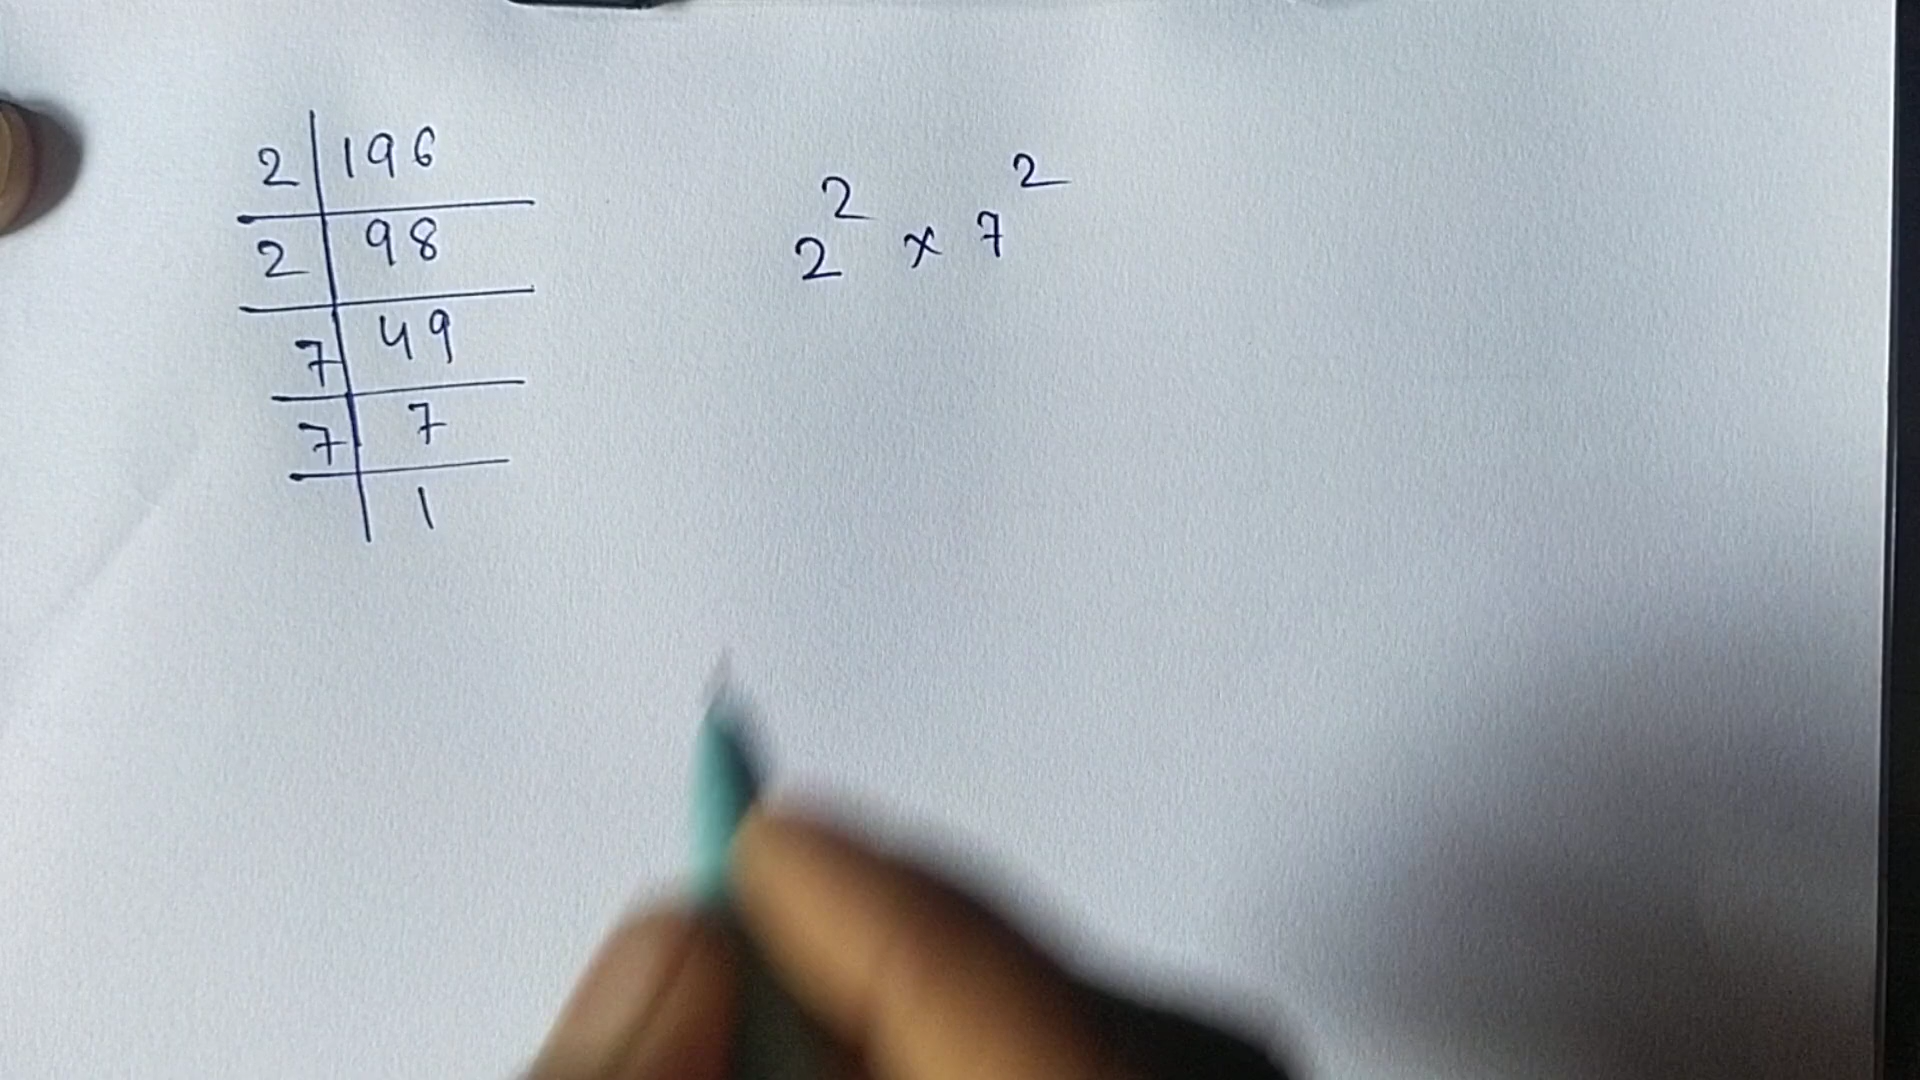 2 | 196
2 | 98
7 | 49
7 | 7
| 1
2² × 7²